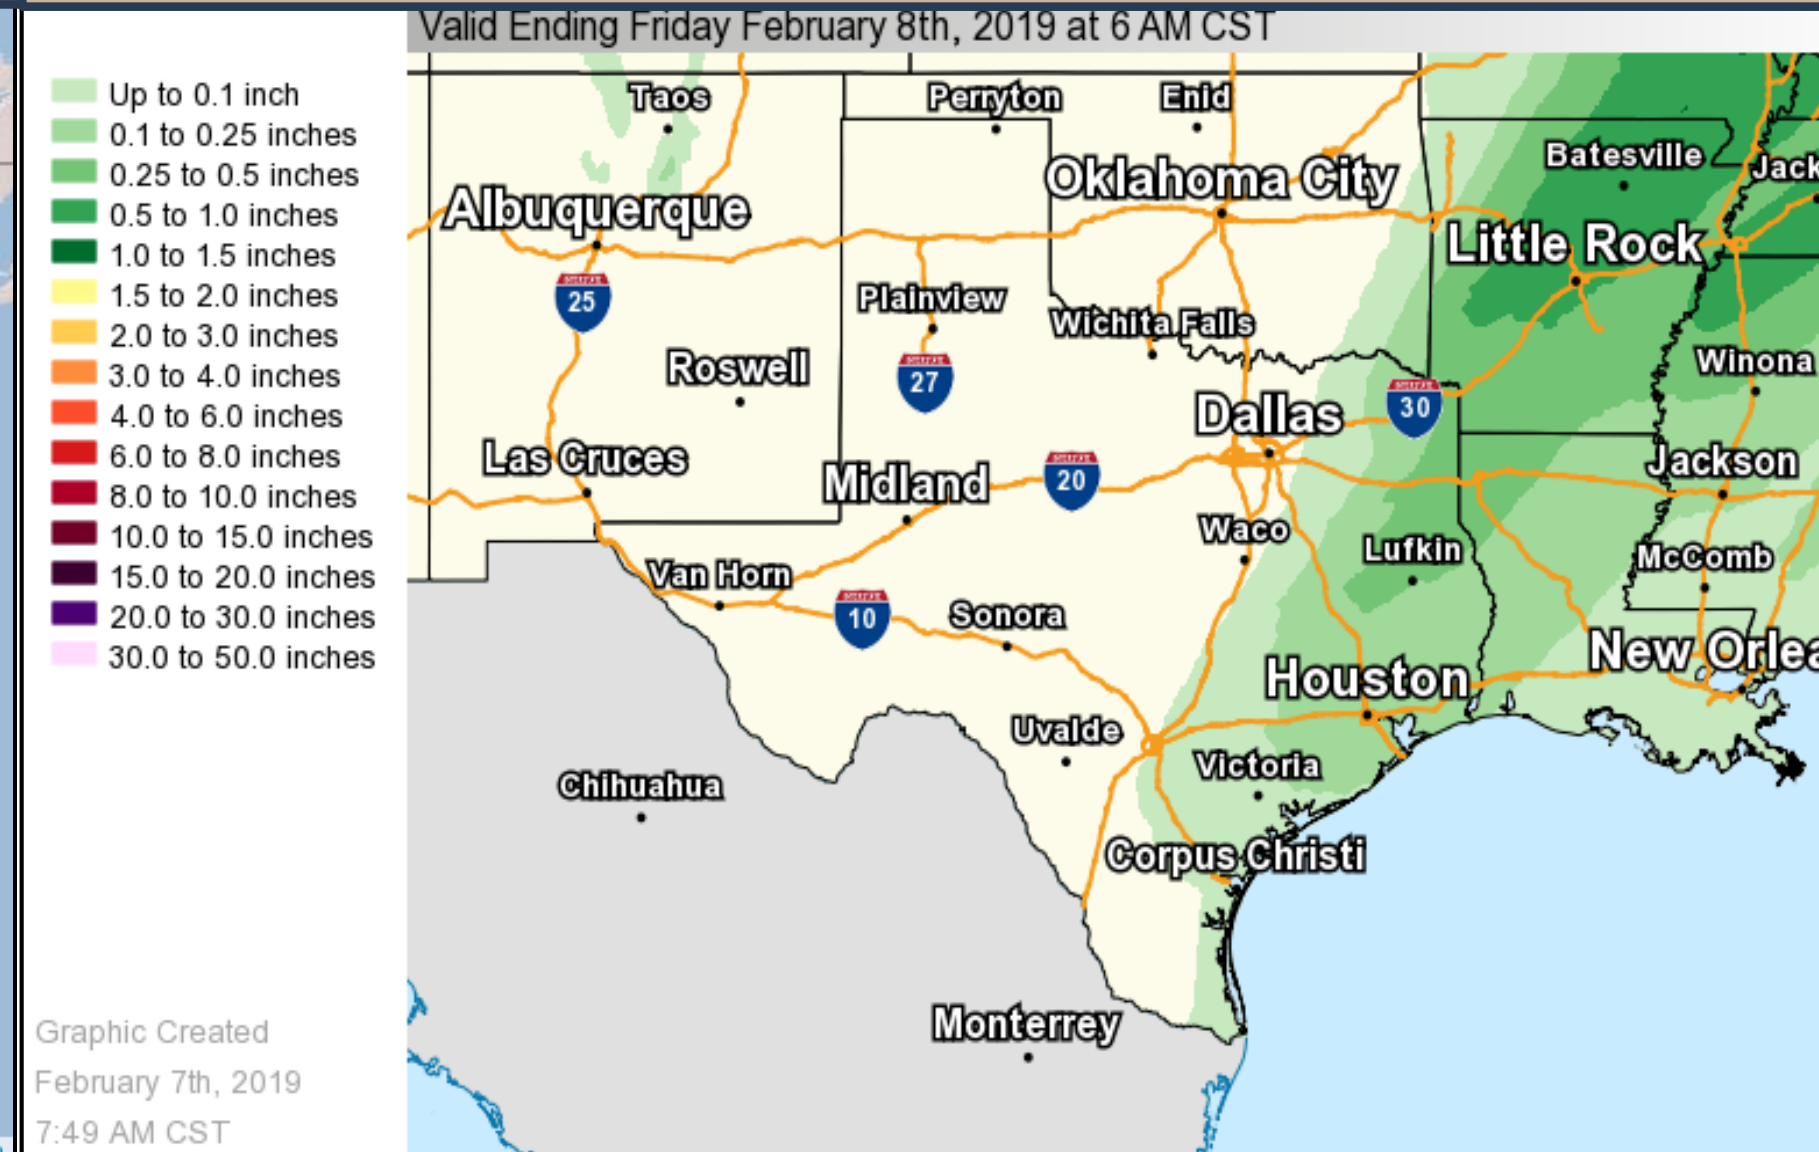 Valid Ending Friday February 8th, 2019 at 6 AM CST
Up to 0.1 inch
0.1 to 0.25 inches
0.25 to 0.5 inches
0.5 to 1.0 inches
1.0 to 1.5 inches
1.5 to 2.0 inches
2.0 to 3.0 inches
3.0 to 4.0 inches
4.0 to 6.0 inches
6.0 to 8.0 inches
8.0 to 10.0 inches
10.0 to 15.0 inches
15.0 to 20.0 inches
20.0 to 30.0 inches
30.0 to 50.0 inches
Graphic Created
February 7th, 2019
7:49 AM CST
Taos
Perryton
Enid
Batesville
Jack
Oklahoma City
Albuquerque
Little Rock
25
Plainview
Wichita Falls
Roswell
27
Winona
30
Dallas
Las Cruces
Midland
20
Jackson
Waco
Lufkin
McComb
Van Horn
10
Sonora
New Orlea
Houston
Uvalde
Victoria
Chihuahua
Corpus Christi
Monterrey